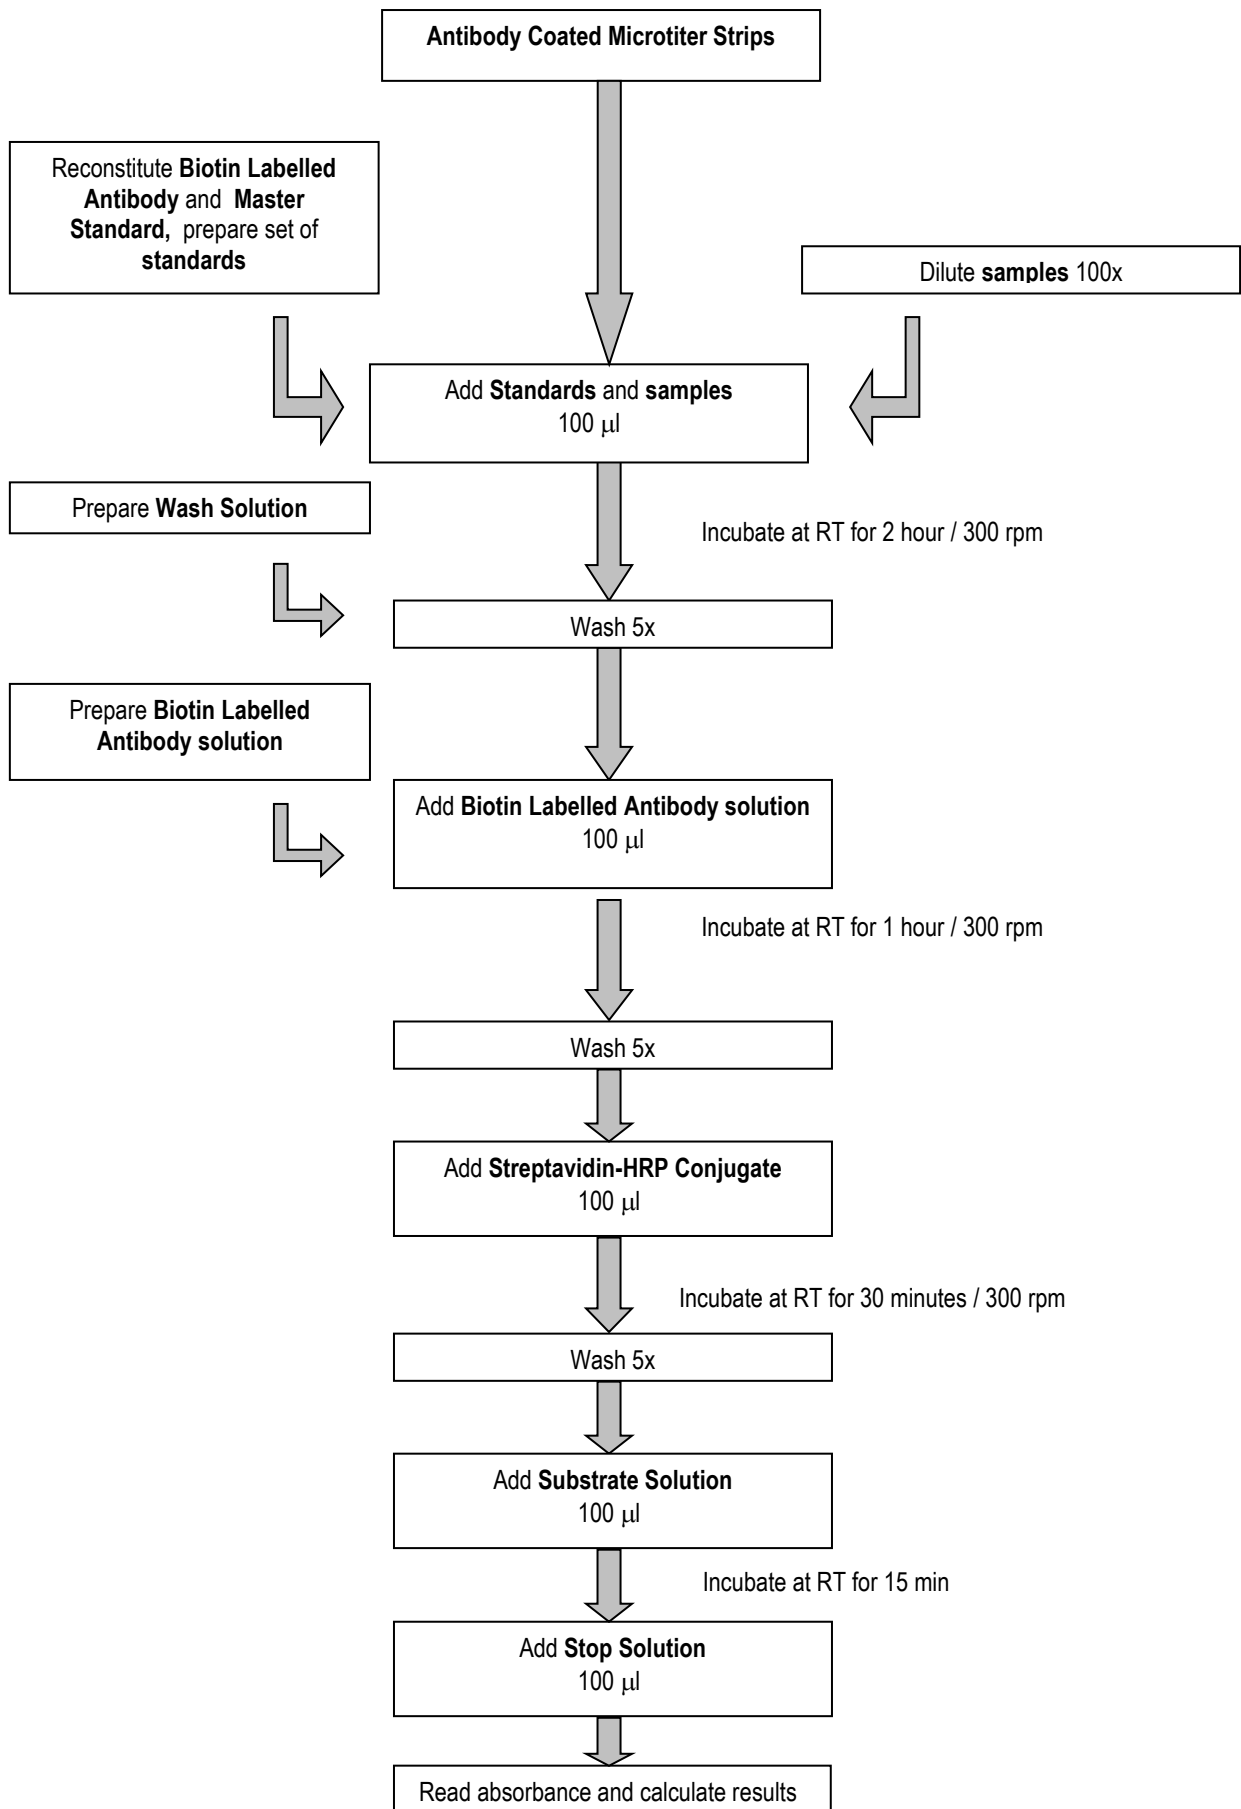 Antibody Coated Microtiter Strips
Reconstitute Biotin Labelled
Antibody and Master
Standard, prepare set of
standards
Dilute samples 100x
Add Standards and samples
100 µl
Prepare Wash Solution
Incubate at RT for 2 hour / 300 rpm
Wash 5x
Prepare Biotin Labelled
Antibody solution
Add Biotin Labelled Antibody solution
100 µl
Incubate at RT for 1 hour / 300 rpm
Wash 5x
Add Streptavidin-HRP Conjugate
100 µl
Incubate at RT for 30 minutes / 300 rpm
Wash 5x
Add Substrate Solution
100 µl
Incubate at RT for 15 min
Add Stop Solution
100 µl
Read absorbance and calculate results